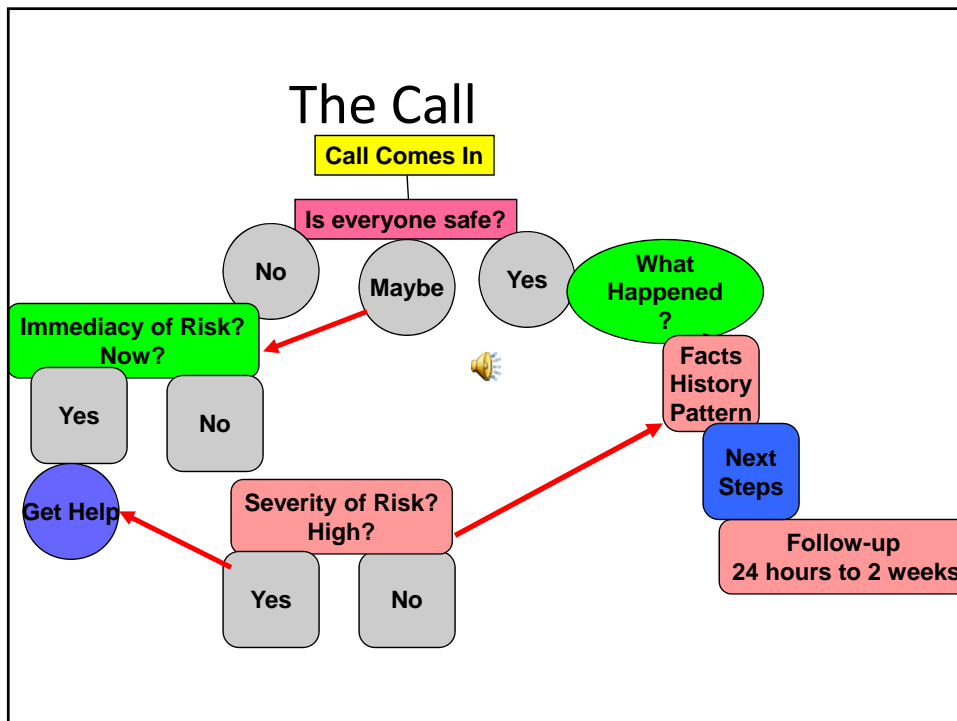 The Call
Call Comes In
Is everyone safe?
No
Maybe
Yes
What
Happened
?
Immediacy of Risk?
Now?
Yes
No
Facts
History
Pattern
Get Help
Severity of Risk?
High?
Yes
No
Next
Steps
Follow-up
24 hours to 2 weeks